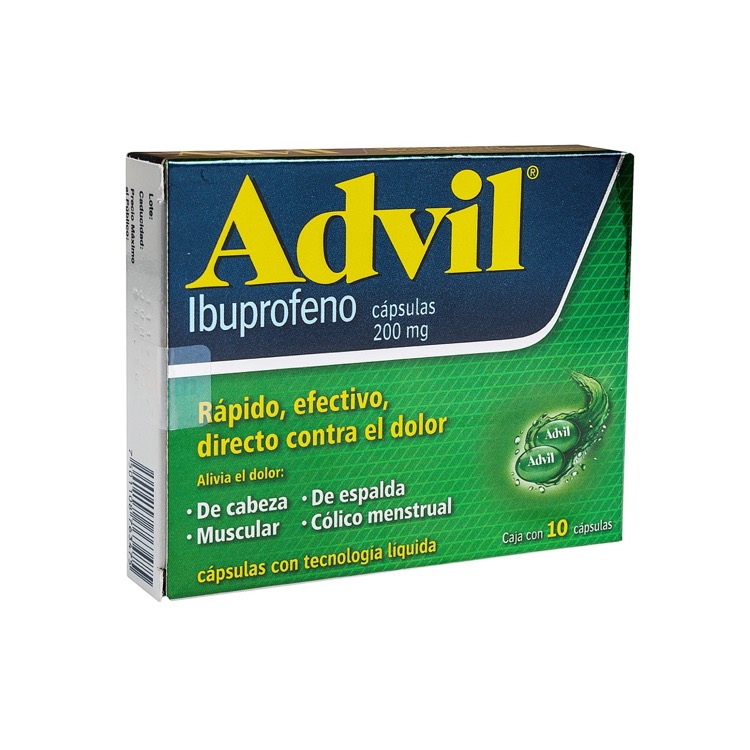 Advil®
Ibuprofeno cápsulas
200 mg
Rápido, efectivo,
directo contra el dolor
Alivia el dolor:
· De cabeza · De espalda
· Muscular · Cólico menstrual
cápsulas con tecnología líquida
Advil
Advil
Caja con 10 cápsulas
Lote:
Caducidad:
Precio Máximo
al Público: